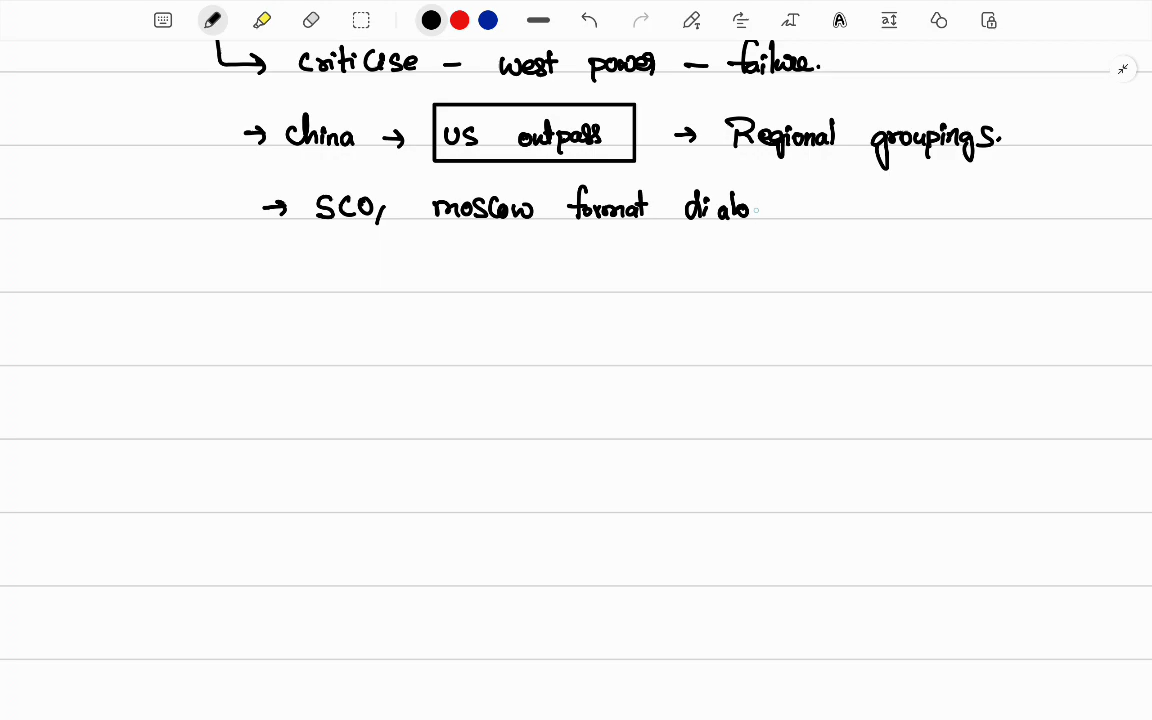 ↳ criticise - west power - failure.
→ China → US outpass → Regional groupings.
→ SCO, moscow format dialo